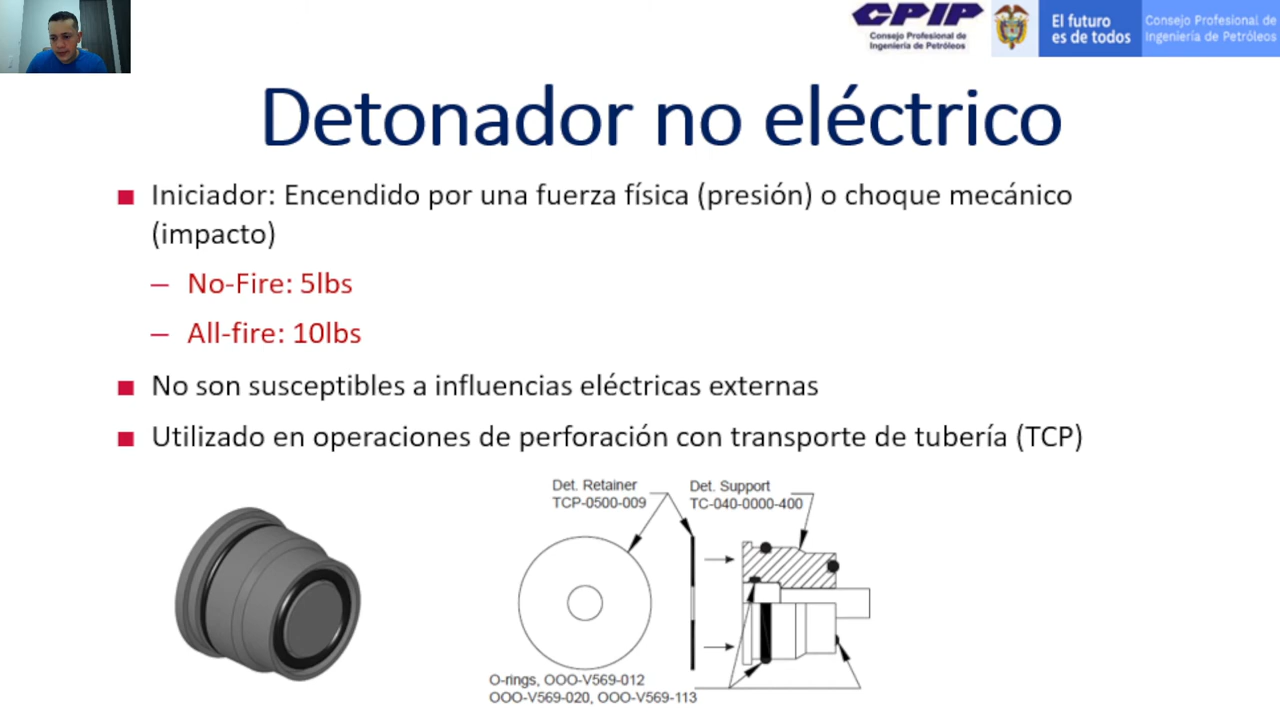 CPIP
Consejo Profesional de
Ingeniería de Petróleos
El futuro
es de todos
Consejo Profesional de
Ingeniería de Petróleos
Detonador no eléctrico
Iniciador: Encendido por una fuerza física (presión) o choque mecánico
(impacto)
– No-Fire: 5lbs
– All-fire: 10lbs
No son susceptibles a influencias eléctricas externas
Utilizado en operaciones de perforación con transporte de tubería (TCP)
Det. Retainer
TCP-0500-009
Det. Support
TC-040-0000-400
O-rings, OOO-V569-012
OOO-V569-020, OOO-V569-113